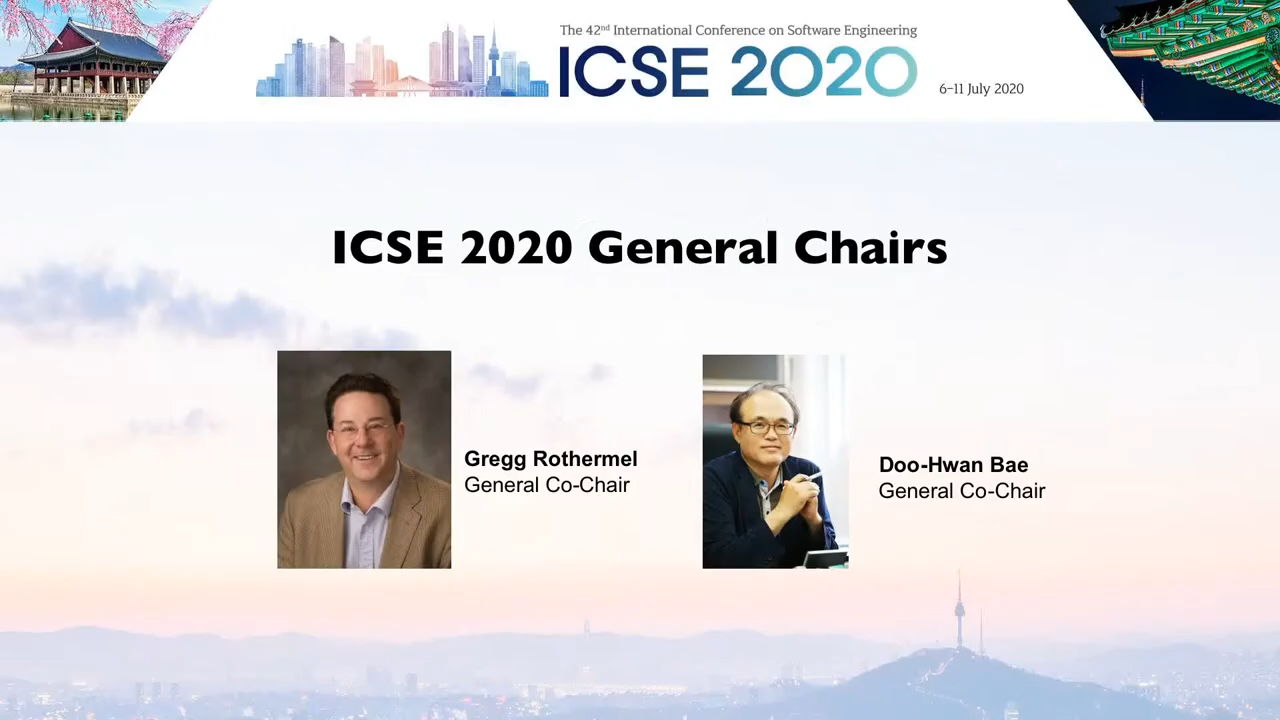 The 42nd International Conference on Software Engineering
ICSE 2020
6-11 July 2020
ICSE 2020 General Chairs
Gregg Rothermel
General Co-Chair
Doo-Hwan Bae
General Co-Chair